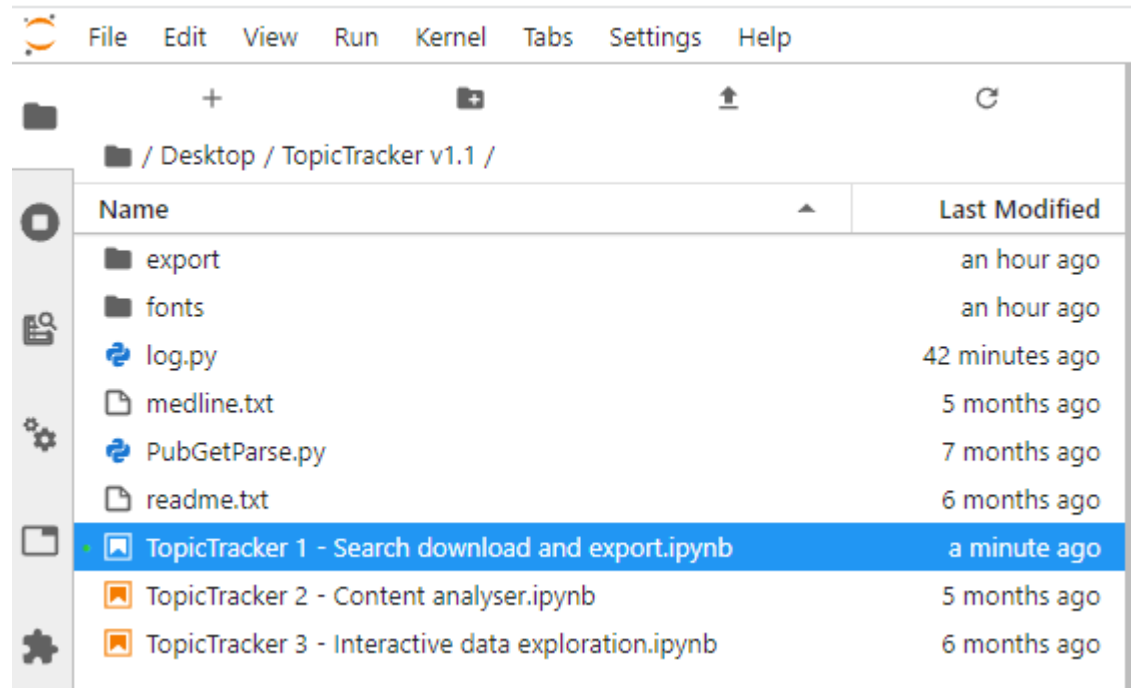 File Edit View Run Kernel Tabs Settings Help
/ Desktop / TopicTracker v1.1 /
Name Last Modified
export an hour ago
fonts an hour ago
log.py 42 minutes ago
medline.txt 5 months ago
PubGetParse.py 7 months ago
readme.txt 6 months ago
TopicTracker 1 - Search download and export.ipynb a minute ago
TopicTracker 2 - Content analyser.ipynb 5 months ago
TopicTracker 3 - Interactive data exploration.ipynb 6 months ago